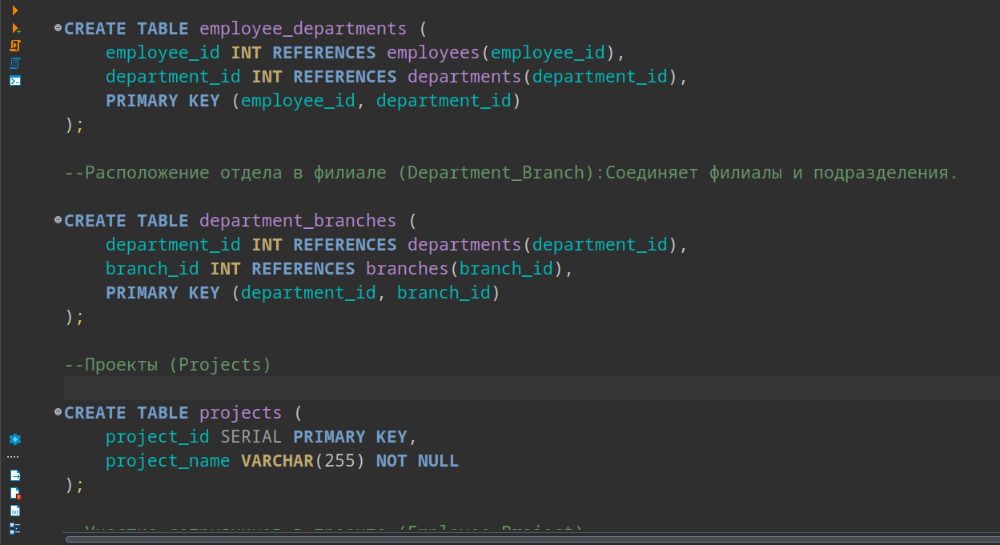 CREATE TABLE employee_departments (
employee_id INT REFERENCES employees(employee_id),
department_id INT REFERENCES departments(department_id),
PRIMARY KEY (employee_id, department_id)
);
--Расположение отдела в филиале (Department_Branch):Соединяет филиалы и подразделения.
CREATE TABLE department_branches (
department_id INT REFERENCES departments(department_id),
branch_id INT REFERENCES branches(branch_id),
PRIMARY KEY (department_id, branch_id)
);
--Проекты (Projects)
CREATE TABLE projects (
project_id SERIAL PRIMARY KEY,
project_name VARCHAR(255) NOT NULL
);